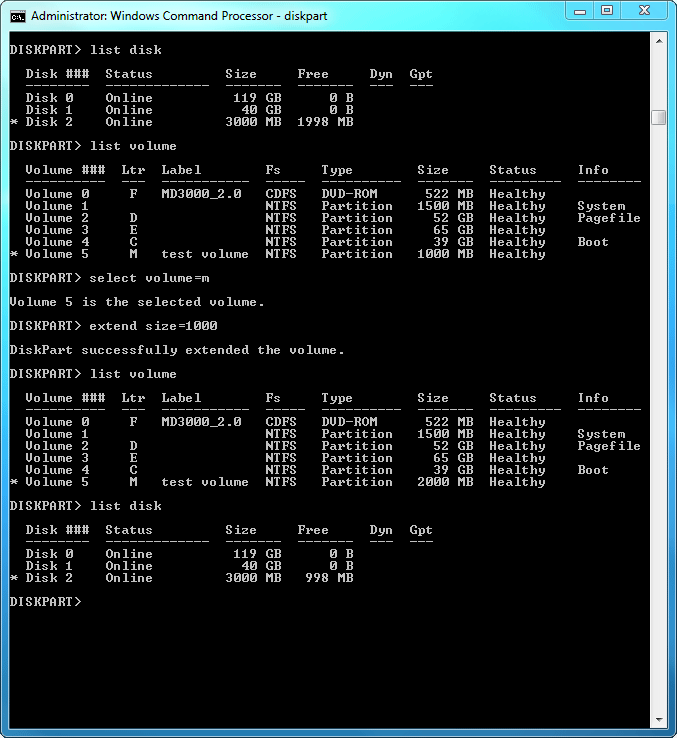 Administrator: Windows Command Processor - diskpart
DISKPART> list disk
  Disk ###  Status         Size     Free     Dyn  Gpt
  --------  -------------  -------  -------  ---  ---
  Disk 0    Online          119 GB      0 B
  Disk 1    Online           40 GB      0 B
* Disk 2    Online         3000 MB  1998 MB
DISKPART> list volume
  Volume ###  Ltr  Label        Fs     Type        Size     Status     Info
  ----------  ---  -----------  -----  ----------  -------  ---------  --------
  Volume 0     F   MD3000_2.0   CDFS   DVD-ROM      522 MB  Healthy
  Volume 1                      NTFS   Partition   1500 MB  Healthy    System
  Volume 2     D                NTFS   Partition     52 GB  Healthy    Pagefile
  Volume 3     E                NTFS   Partition     65 GB  Healthy
  Volume 4     C                NTFS   Partition     39 GB  Healthy    Boot
* Volume 5     M   test volume  NTFS   Partition   1000 MB  Healthy
DISKPART> select volume=m
Volume 5 is the selected volume.
DISKPART> extend size=1000
DiskPart successfully extended the volume.
DISKPART> list volume
  Volume ###  Ltr  Label        Fs     Type        Size     Status     Info
  ----------  ---  -----------  -----  ----------  -------  ---------  --------
  Volume 0     F   MD3000_2.0   CDFS   DVD-ROM      522 MB  Healthy
  Volume 1                      NTFS   Partition   1500 MB  Healthy    System
  Volume 2     D                NTFS   Partition     52 GB  Healthy    Pagefile
  Volume 3     E                NTFS   Partition     65 GB  Healthy
  Volume 4     C                NTFS   Partition     39 GB  Healthy    Boot
* Volume 5     M   test volume  NTFS   Partition   2000 MB  Healthy
DISKPART> list disk
  Disk ###  Status         Size     Free     Dyn  Gpt
  --------  -------------  -------  -------  ---  ---
  Disk 0    Online          119 GB      0 B
  Disk 1    Online           40 GB      0 B
* Disk 2    Online         3000 MB   998 MB
DISKPART>